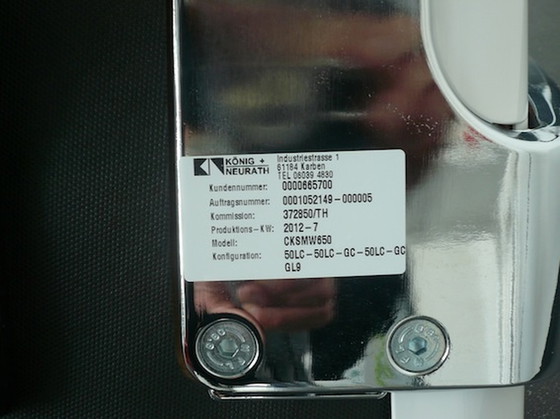 KÖNIG +
NEURATH
Industriestrasse 1
61184 Karben
TEL 06039 4830
Kundennummer: 0000665700
Auftragsnummer: 0001052149-000005
Kommission: 372850/TH
Produktions-KW: 2012-7
Modell: CKSMW650
Konfiguration: 50LC-50LC-GC-50LC-GC
GL9